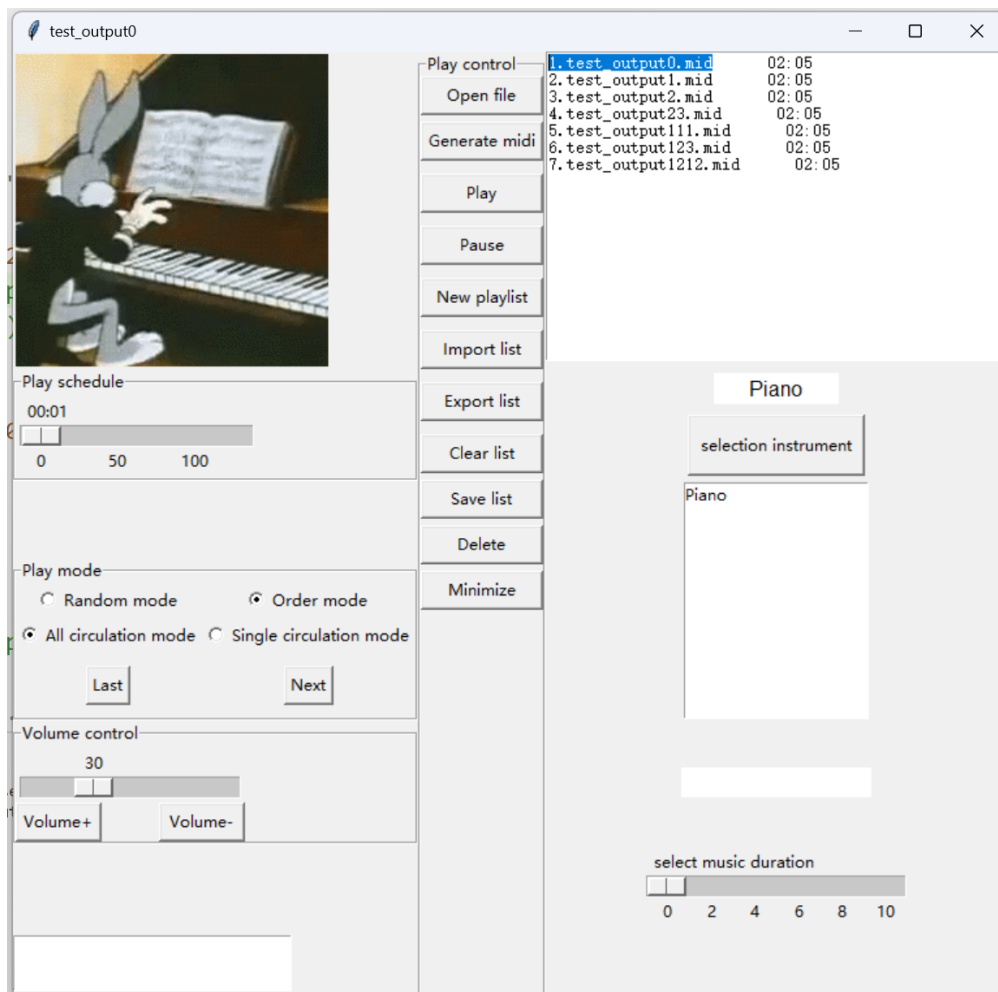 test_output0
Play control
Open file
Generate midi
Play
Pause
New playlist
Import list
Export list
Clear list
Save list
Delete
Minimize
1.test_output0.mid 02:05
2.test_output1.mid 02:05
3.test_output2.mid 02:05
4.test_output23.mid 02:05
5.test_output111.mid 02:05
6.test_output123.mid 02:05
7.test_output1212.mid 02:05
Play schedule
00:01
0 50 100
Play mode
Random mode Order mode
All circulation mode Single circulation mode
Last Next
Volume control
30
Volume+ Volume-
Piano
selection instrument
Piano
select music duration
0 2 4 6 8 10